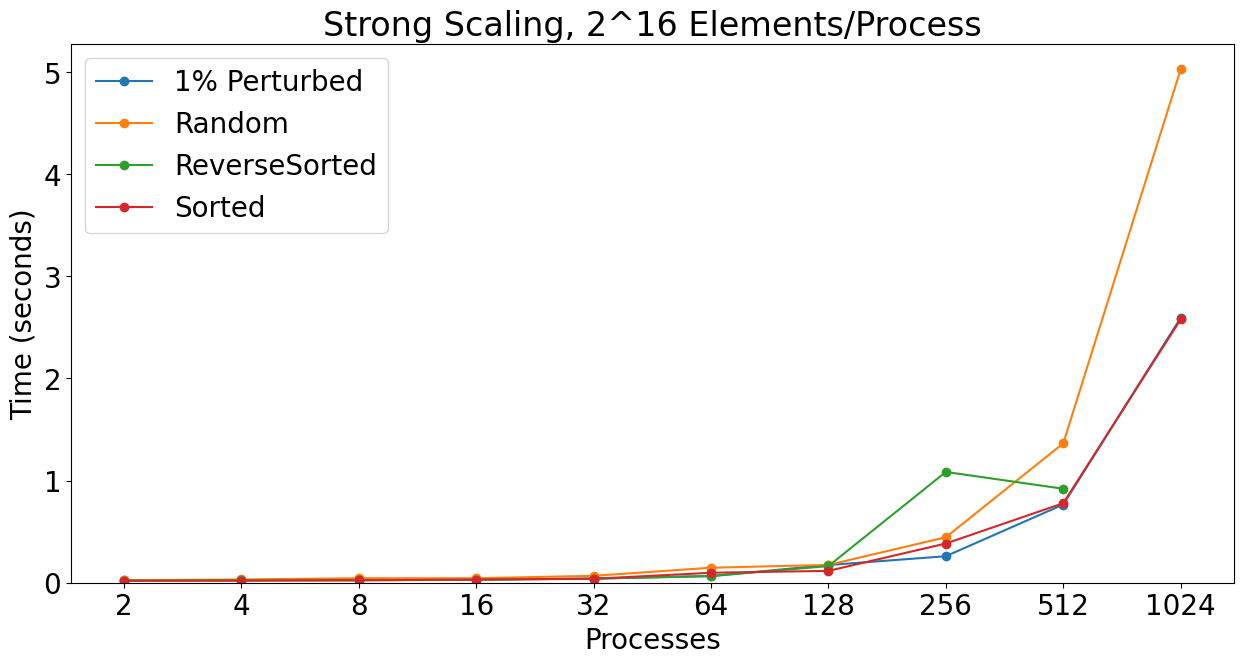 Strong Scaling, 2^16 Elements/Process
1% Perturbed
Random
ReverseSorted
Sorted
Time (seconds)
5
4
3
2
1
0
2 4 8 16 32 64 128 256 512 1024
Processes